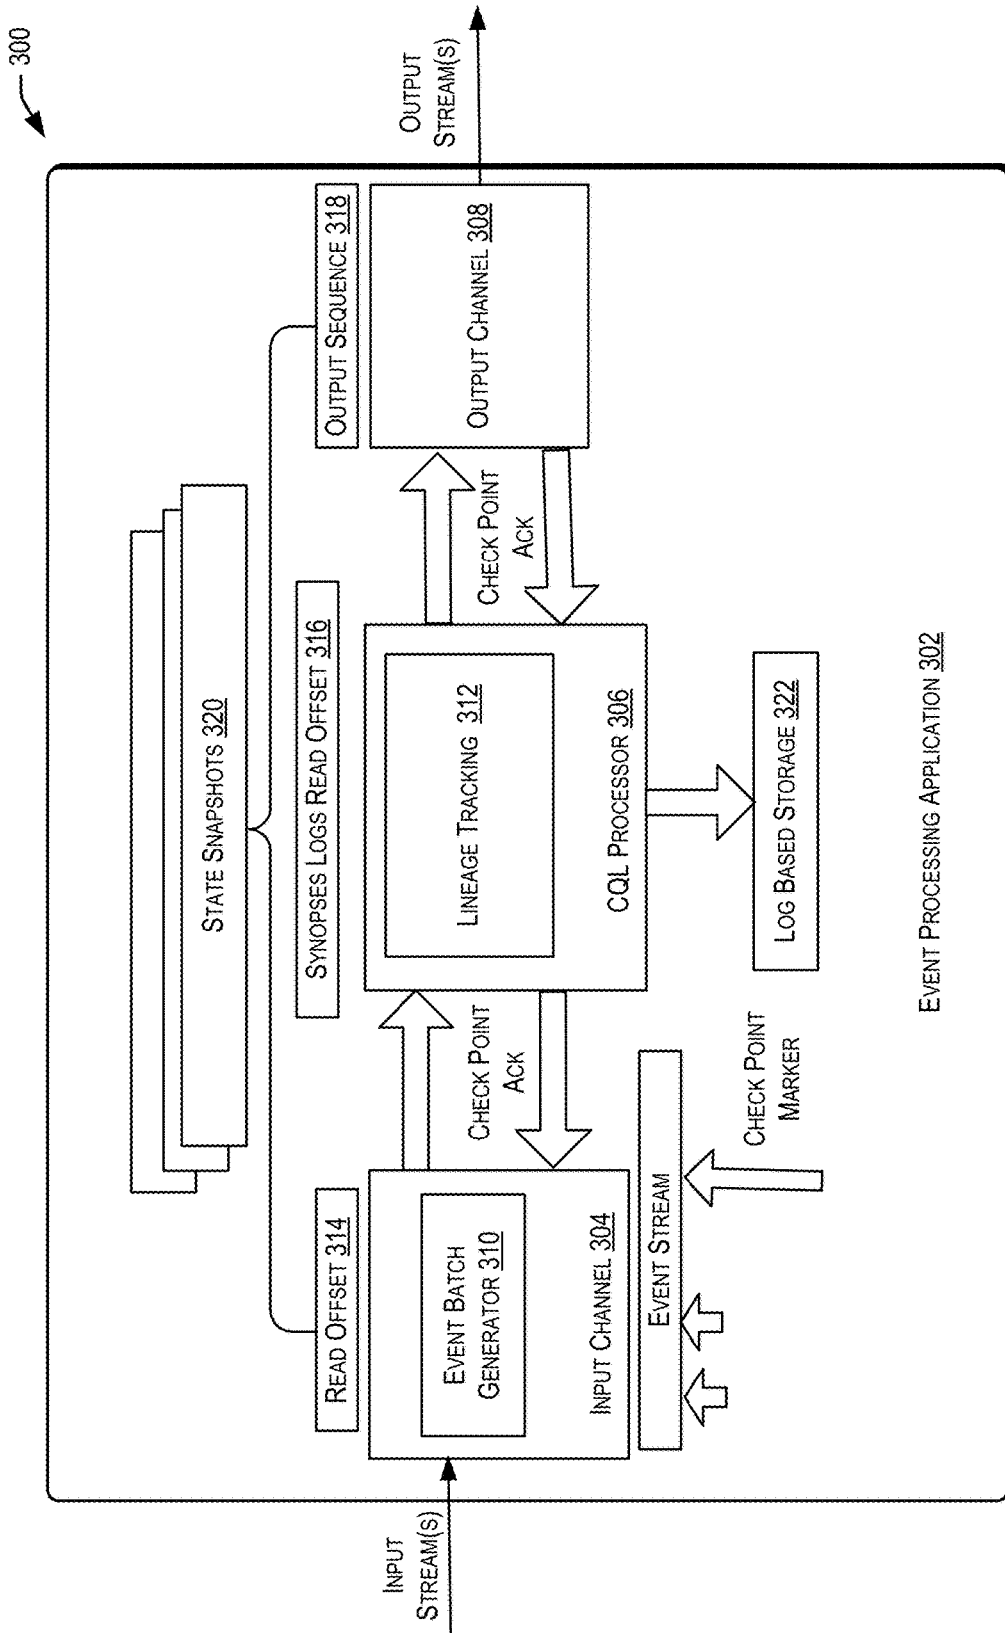 300
STATE SNAPSHOTS 320
READ OFFSET 314
SYNOPSES LOGS READ OFFSET 316
OUTPUT SEQUENCE 318
INPUT
STREAM(S)
EVENT BATCH
GENERATOR 310
INPUT CHANNEL 304
CHECK POINT
ACK
LINEAGE TRACKING 312
CQL PROCESSOR 306
CHECK POINT
ACK
OUTPUT CHANNEL 308
OUTPUT
STREAM(S)
EVENT STREAM
CHECK POINT
MARKER
LOG BASED STORAGE 322
EVENT PROCESSING APPLICATION 302